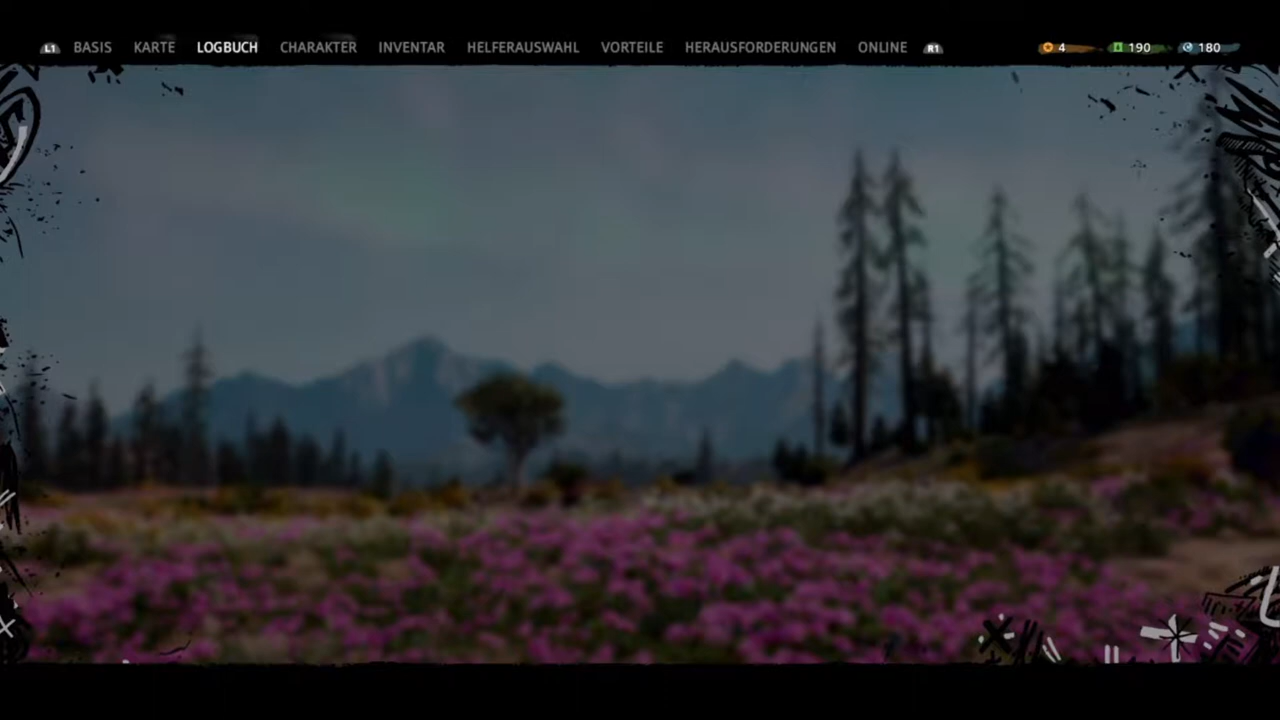 L1 BASIS KARTE LOGBUCH CHARAKTER INVENTAR HELFERAUSWAHL VORTEILE HERAUSFORDERUNGEN ONLINE R1 4 190 180